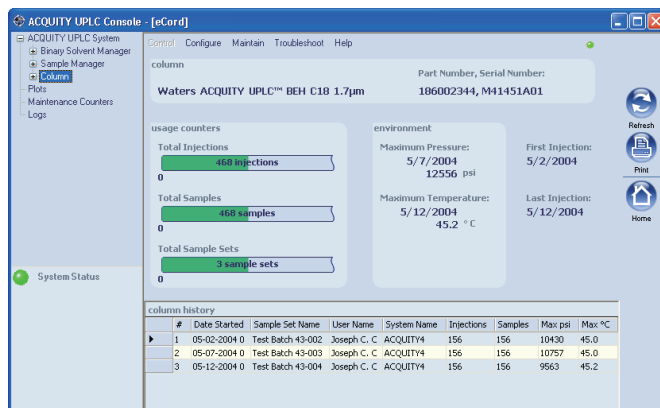 ACQUITY UPLC Console - [eCord]
ACQUITY UPLC System
Binary Solvent Manager
Sample Manager
Column
Plots
Maintenance Counters
Logs
System Status
Control Configure Maintain Troubleshoot Help
column
Part Number, Serial Number:
Waters ACQUITY UPLC™ BEH C18 1.7µm 186002344, M41451A01
usage counters
Total Injections
468 injections
0
Total Samples
468 samples
0
Total Sample Sets
3 sample sets
0
environment
Maximum Pressure: First Injection:
5/7/2004 5/2/2004
12556 psi
Maximum Temperature: Last Injection:
5/12/2004 5/12/2004
45.2 °C
Refresh
Print
Home
column history
# Date Started Sample Set Name User Name System Name Injections Samples Max psi Max °C
1 05-02-2004 0 Test Batch 43-002 Joseph C. C ACQUITY4 156 156 10430 45.0
2 05-07-2004 0 Test Batch 43-003 Joseph C. C ACQUITY4 156 156 10757 45.0
3 05-12-2004 0 Test Batch 43-004 Joseph C. C ACQUITY4 156 156 9563 45.2